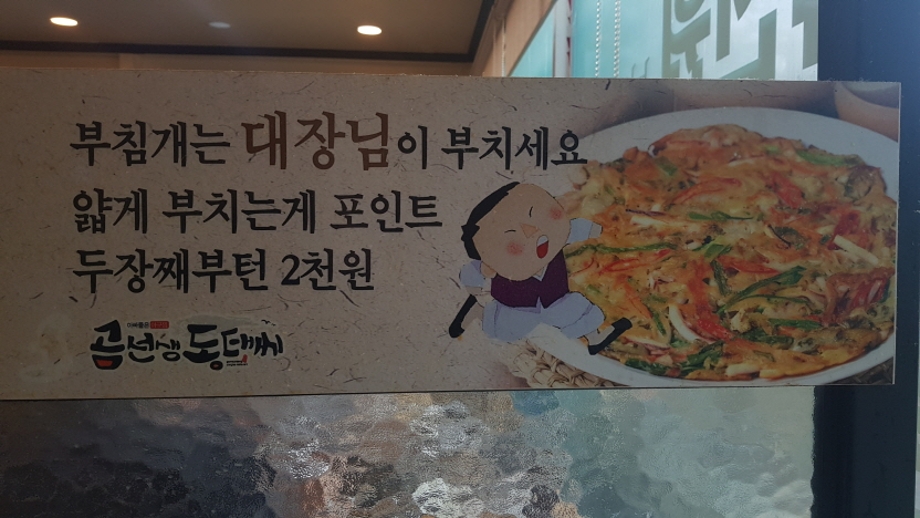 부침개는 대장님이 부치세요
얇게 부치는게 포인트
두장째부턴 2천원
곰선생동태씨